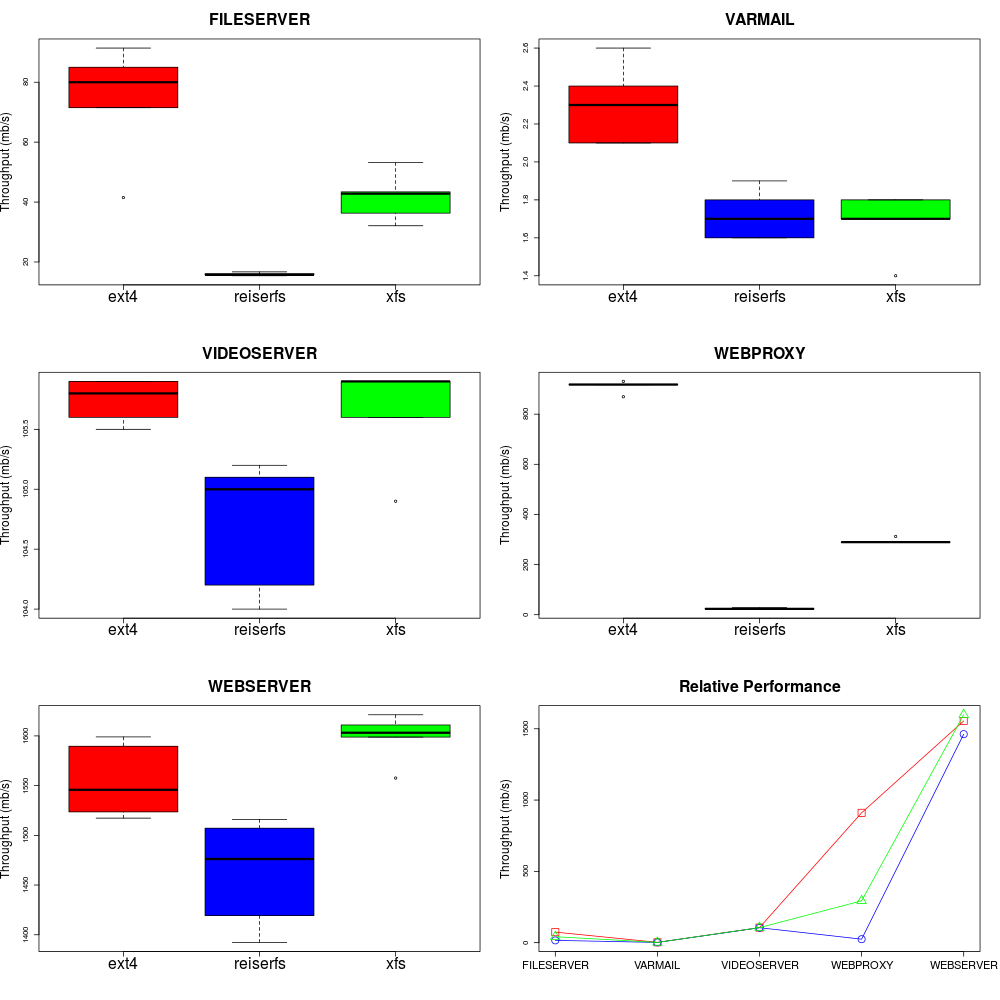 FILESERVER
Throughput (mb/s)
80
60
40
20
ext4 reiserfs xfs
VARMAIL
Throughput (mb/s)
2.6
2.4
2.2
2.0
1.8
1.6
1.4
ext4 reiserfs xfs
VIDEOSERVER
Throughput (mb/s)
105.5
105.0
104.5
104.0
ext4 reiserfs xfs
WEBPROXY
Throughput (mb/s)
800
600
400
200
0
ext4 reiserfs xfs
WEBSERVER
Throughput (mb/s)
1600
1550
1500
1450
1400
ext4 reiserfs xfs
Relative Performance
Throughput (mb/s)
1500
1000
500
0
FILESERVER VARMAIL VIDEOSERVER WEBPROXY WEBSERVER